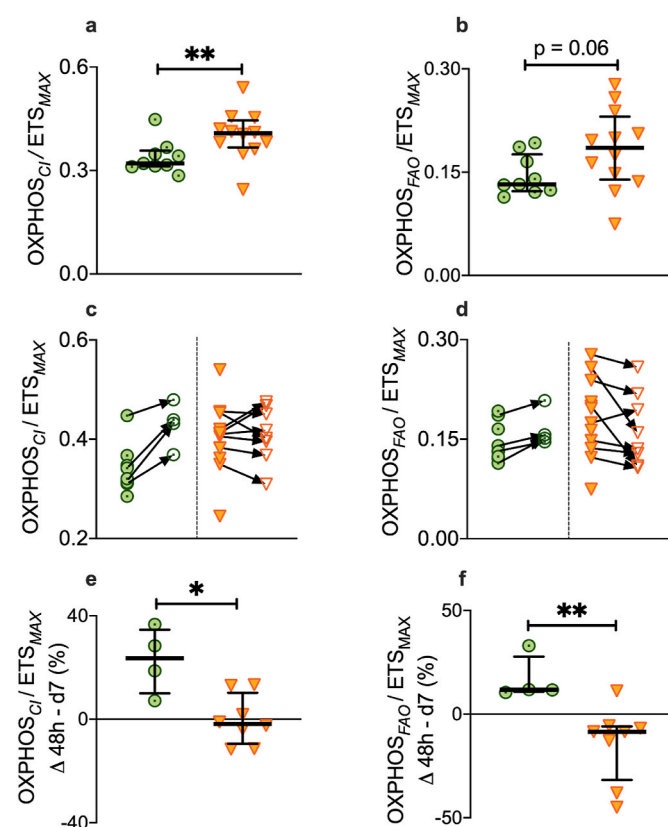 a
**
OXPHOS_CI / ETS_MAX
0.6
0.3
0.0
b
p = 0.06
OXPHOS_FAO / ETS_MAX
0.30
0.15
0.00
c
OXPHOS_CI / ETS_MAX
0.6
0.4
0.2
d
OXPHOS_FAO / ETS_MAX
0.30
0.15
0.00
e
*
OXPHOS_CI / ETS_MAX
Δ 48h - d7 (%)
40
0
-40
f
**
OXPHOS_FAO / ETS_MAX
Δ 48h - d7 (%)
50
0
-50